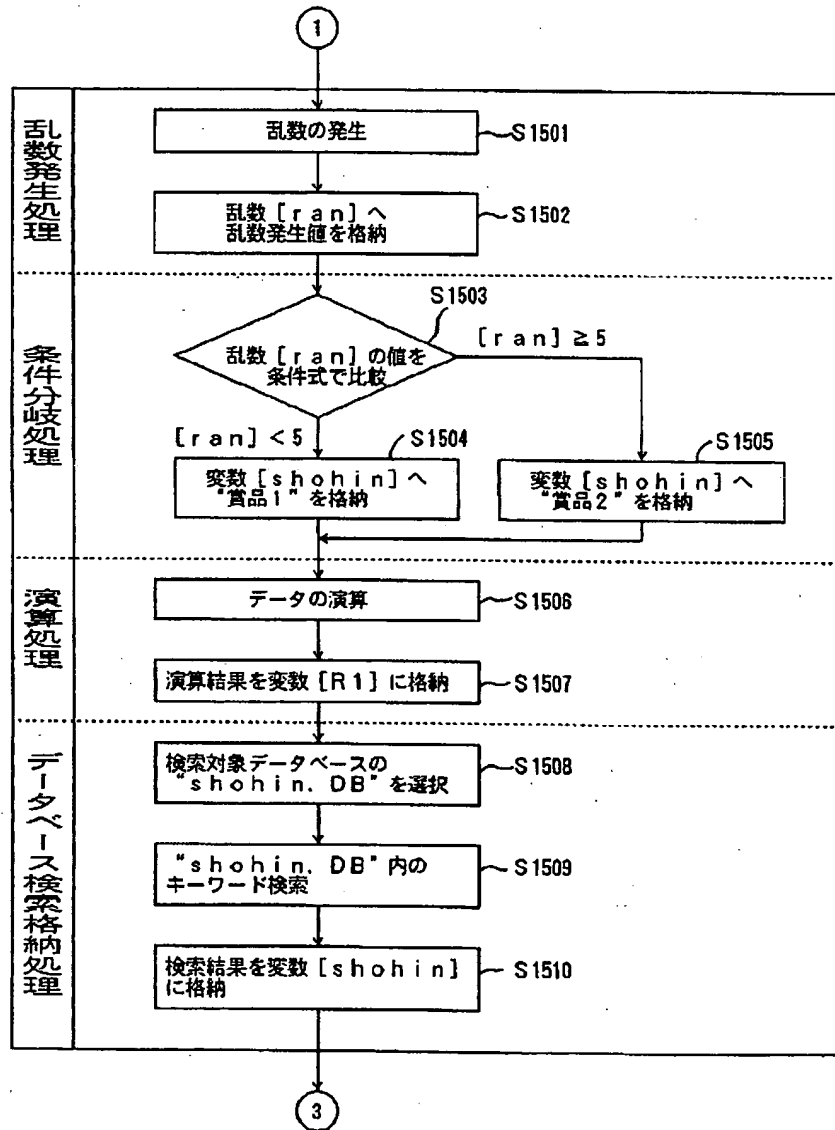 1
乱数発生処理
乱数の発生
S1501
乱数[ran]へ
乱数発生値を格納
S1502
条件分岐処理
S1503
乱数[ran]の値を
条件式で比較
[ran]≧5
[ran]<5
S1504
変数[shohin]へ
“賞品1”を格納
S1505
変数[shohin]へ
“賞品2”を格納
演算処理
データの演算
S1506
演算結果を変数[R1]に格納
S1507
データベース検索格納処理
検索対象データベースの
“shohin. DB”を選択
S1508
“shohin. DB”内の
キーワード検索
S1509
検索結果を変数[shohin]
に格納
S1510
3